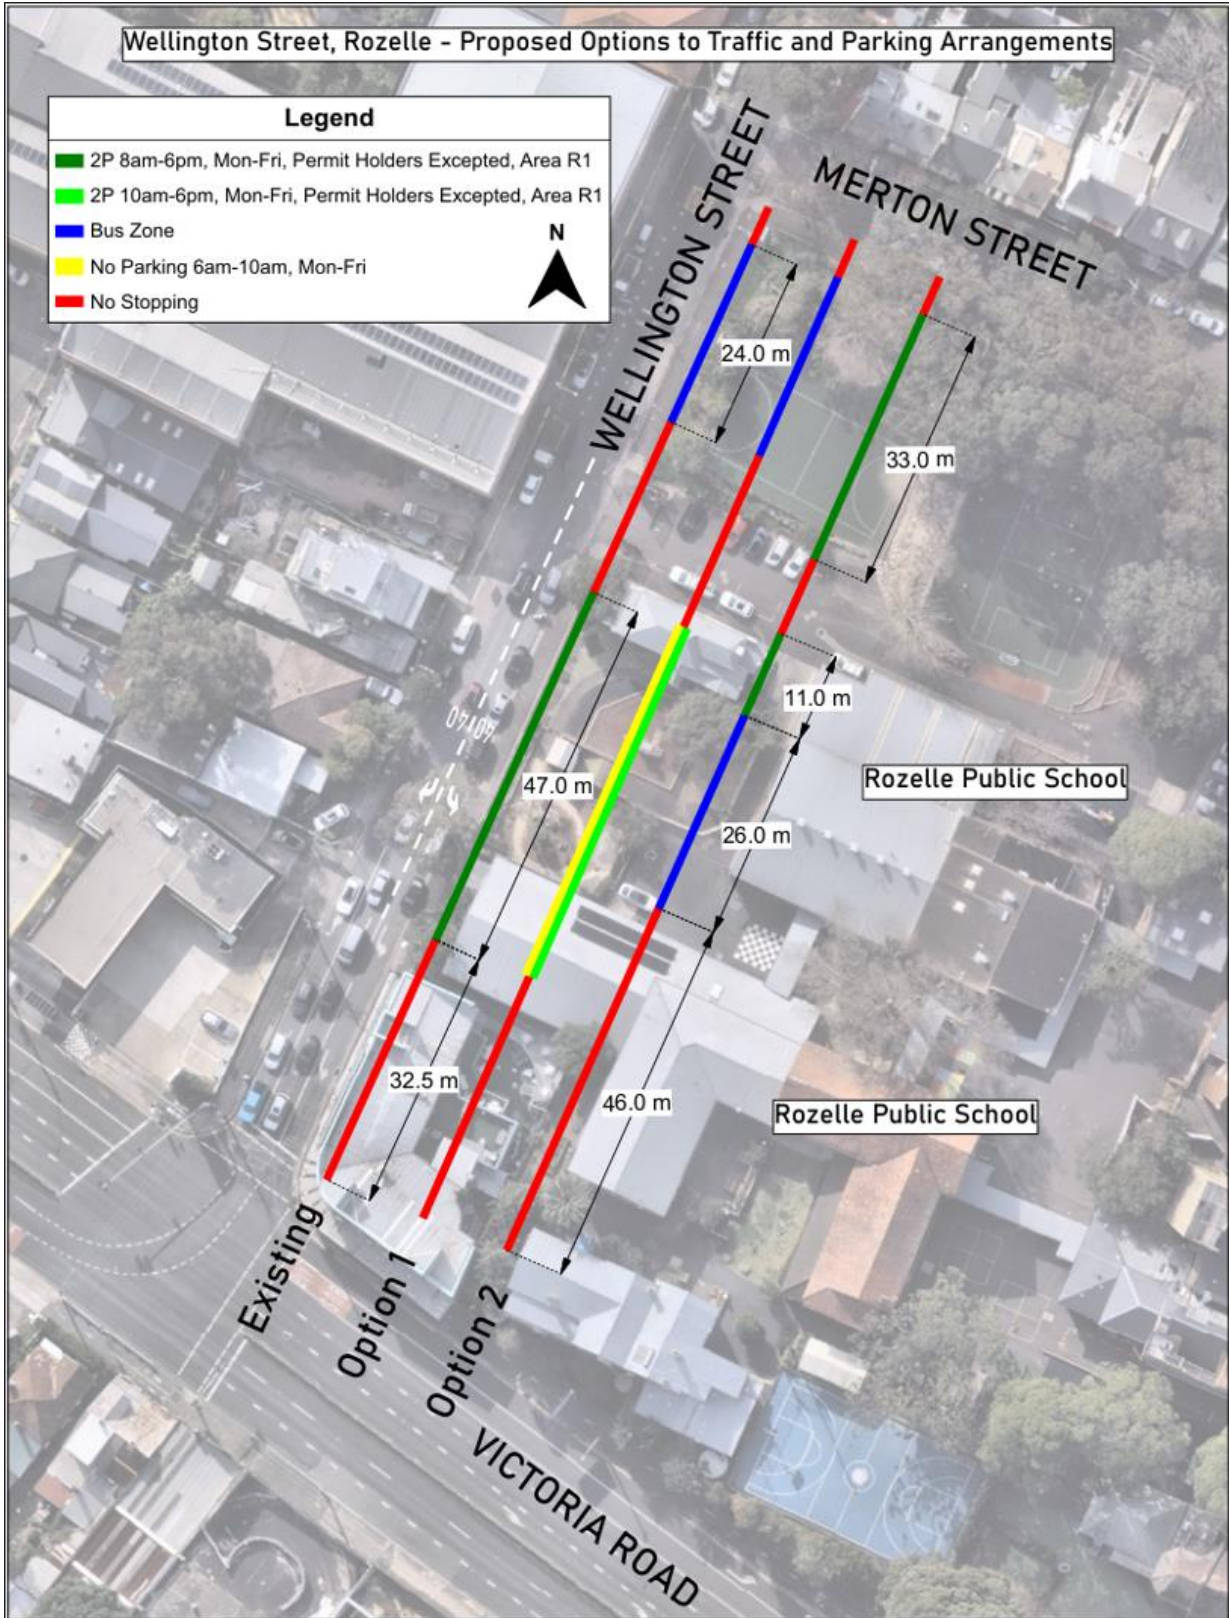 Wellington Street, Rozelle - Proposed Options to Traffic and Parking Arrangements
Legend
2P 8am-6pm, Mon-Fri, Permit Holders Excepted, Area R1
2P 10am-6pm, Mon-Fri, Permit Holders Excepted, Area R1
Bus Zone
No Parking 6am-10am, Mon-Fri
No Stopping
N
WELLINGTON STREET
MERTON STREET
24.0 m
33.0 m
11.0 m
47.0 m
Rozelle Public School
26.0 m
32.5 m
46.0 m
Rozelle Public School
Existing
Option 1
Option 2
VICTORIA ROAD